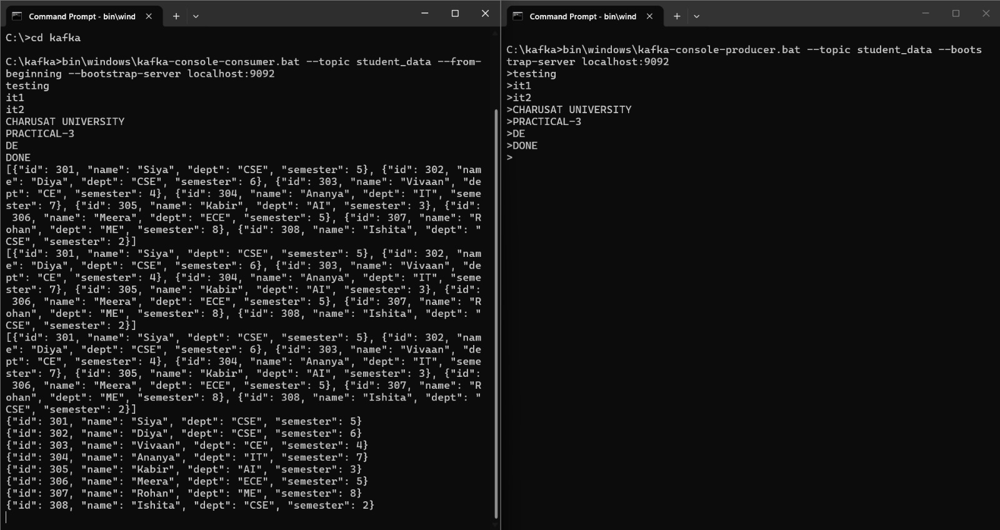 Command Prompt - bin\wind
C:\>cd kafka
C:\kafka>bin\windows\kafka-console-consumer.bat --topic student_data --from-
beginning --bootstrap-server localhost:9092
testing
it1
it2
CHARUSAT UNIVERSITY
PRACTICAL-3
DE
DONE
[{"id": 301, "name": "Siya", "dept": "CSE", "semester": 5}, {"id": 302, "nam
e": "Diya", "dept": "CSE", "semester": 6}, {"id": 303, "name": "Vivaan", "de
pt": "CE", "semester": 4}, {"id": 304, "name": "Ananya", "dept": "IT", "seme
ster": 7}, {"id": 305, "name": "Kabir", "dept": "AI", "semester": 3}, {"id":
 306, "name": "Meera", "dept": "ECE", "semester": 5}, {"id": 307, "name": "R
ohan", "dept": "ME", "semester": 8}, {"id": 308, "name": "Ishita", "dept": "
CSE", "semester": 2}]
[{"id": 301, "name": "Siya", "dept": "CSE", "semester": 5}, {"id": 302, "nam
e": "Diya", "dept": "CSE", "semester": 6}, {"id": 303, "name": "Vivaan", "de
pt": "CE", "semester": 4}, {"id": 304, "name": "Ananya", "dept": "IT", "seme
ster": 7}, {"id": 305, "name": "Kabir", "dept": "AI", "semester": 3}, {"id":
 306, "name": "Meera", "dept": "ECE", "semester": 5}, {"id": 307, "name": "R
ohan", "dept": "ME", "semester": 8}, {"id": 308, "name": "Ishita", "dept": "
CSE", "semester": 2}]
[{"id": 301, "name": "Siya", "dept": "CSE", "semester": 5}, {"id": 302, "nam
e": "Diya", "dept": "CSE", "semester": 6}, {"id": 303, "name": "Vivaan", "de
pt": "CE", "semester": 4}, {"id": 304, "name": "Ananya", "dept": "IT", "seme
ster": 7}, {"id": 305, "name": "Kabir", "dept": "AI", "semester": 3}, {"id":
 306, "name": "Meera", "dept": "ECE", "semester": 5}, {"id": 307, "name": "R
ohan", "dept": "ME", "semester": 8}, {"id": 308, "name": "Ishita", "dept": "
CSE", "semester": 2}]
{"id": 301, "name": "Siya", "dept": "CSE", "semester": 5}
{"id": 302, "name": "Diya", "dept": "CSE", "semester": 6}
{"id": 303, "name": "Vivaan", "dept": "CE", "semester": 4}
{"id": 304, "name": "Ananya", "dept": "IT", "semester": 7}
{"id": 305, "name": "Kabir", "dept": "AI", "semester": 3}
{"id": 306, "name": "Meera", "dept": "ECE", "semester": 5}
{"id": 307, "name": "Rohan", "dept": "ME", "semester": 8}
{"id": 308, "name": "Ishita", "dept": "CSE", "semester": 2}
Command Prompt - bin\wind
C:\kafka>bin\windows\kafka-console-producer.bat --topic student_data --boots
trap-server localhost:9092
>testing
>it1
>it2
>CHARUSAT UNIVERSITY
>PRACTICAL-3
>DE
>DONE
>